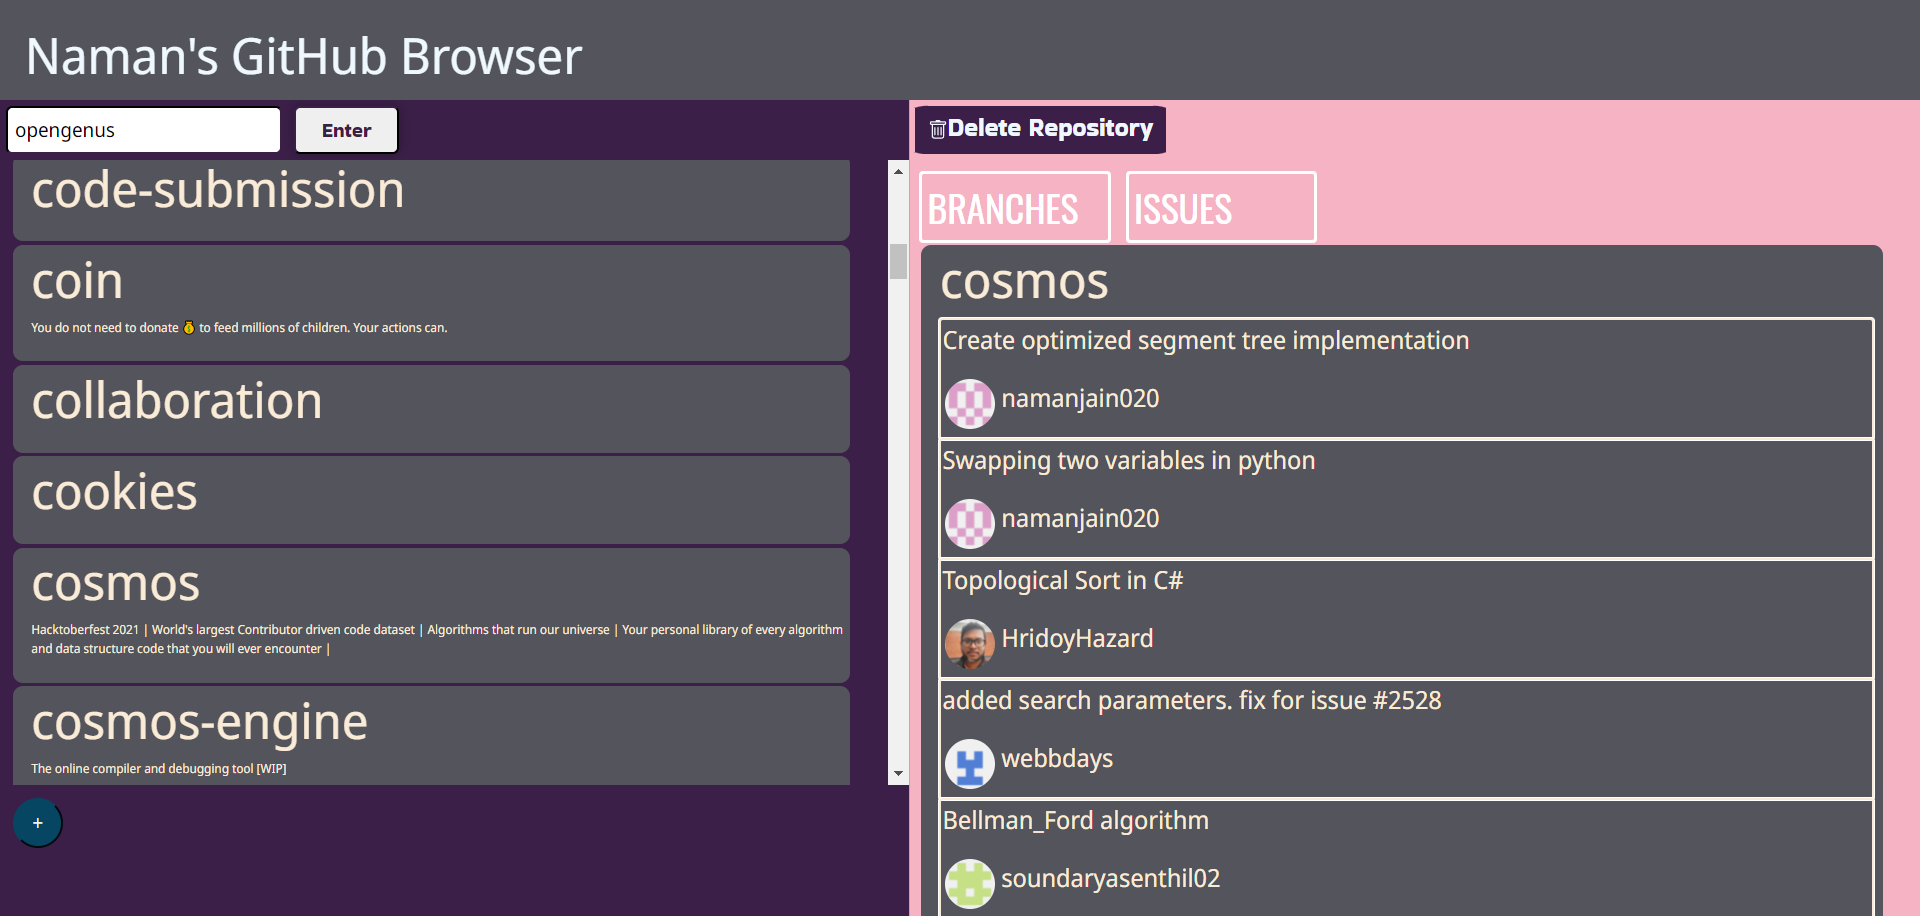 Naman's GitHub Browser
opengenus
Enter
code-submission
coin
You do not need to donate 💰 to feed millions of children. Your actions can.
collaboration
cookies
cosmos
Hacktoberfest 2021 | World's largest Contributor driven code dataset | Algorithms that run our universe | Your personal library of every algorithm
and data structure code that you will ever encounter |
cosmos-engine
The online compiler and debugging tool [WIP]
+
Delete Repository
BRANCHES
ISSUES
cosmos
Create optimized segment tree implementation
namanjain020
Swapping two variables in python
namanjain020
Topological Sort in C#
HridoyHazard
added search parameters. fix for issue #2528
webbdays
Bellman_Ford algorithm
soundaryasenthil02